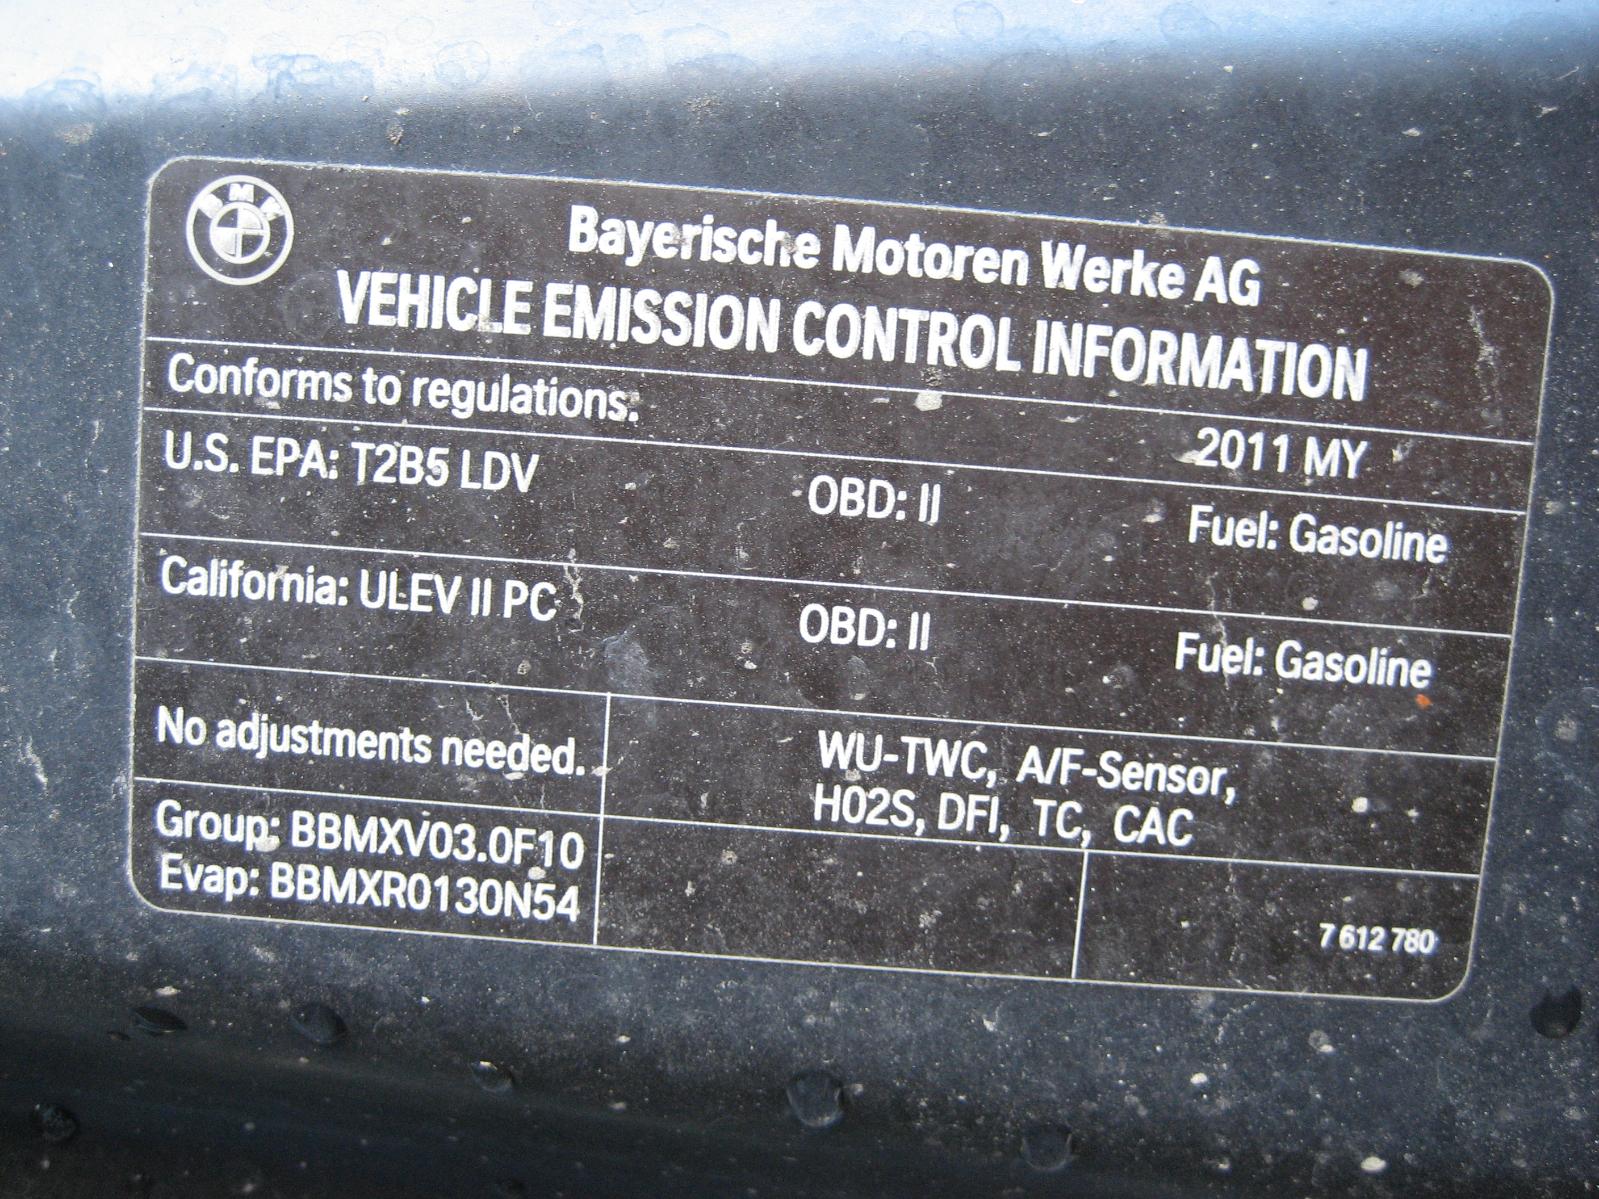 BMW
Bayerische Motoren Werke AG
VEHICLE EMISSION CONTROL INFORMATION
Conforms to regulations:
2011 MY
U.S. EPA: T2B5 LDV OBD: II Fuel: Gasoline
California: ULEV II PC OBD: II Fuel: Gasoline
No adjustments needed.
WU-TWC, A/F-Sensor,
HO2S, DFI, TC, CAC
Group: BBMXV03.0F10
Evap: BBMXR0130N54
7 612 780